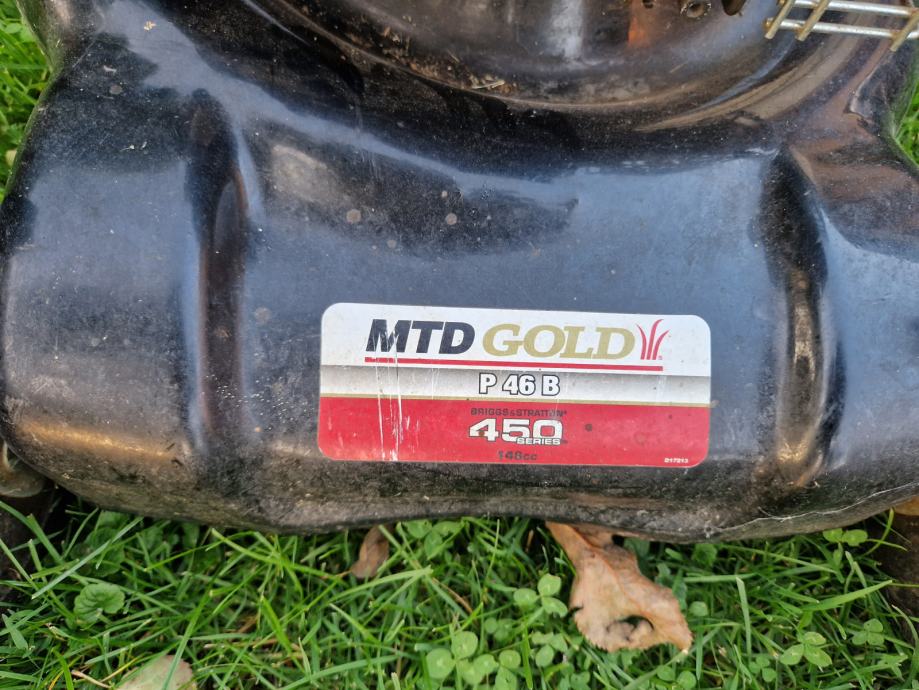 MTD GOLD
P 46 B
BRIGGS & STRATTON
450
SERIES
148cc